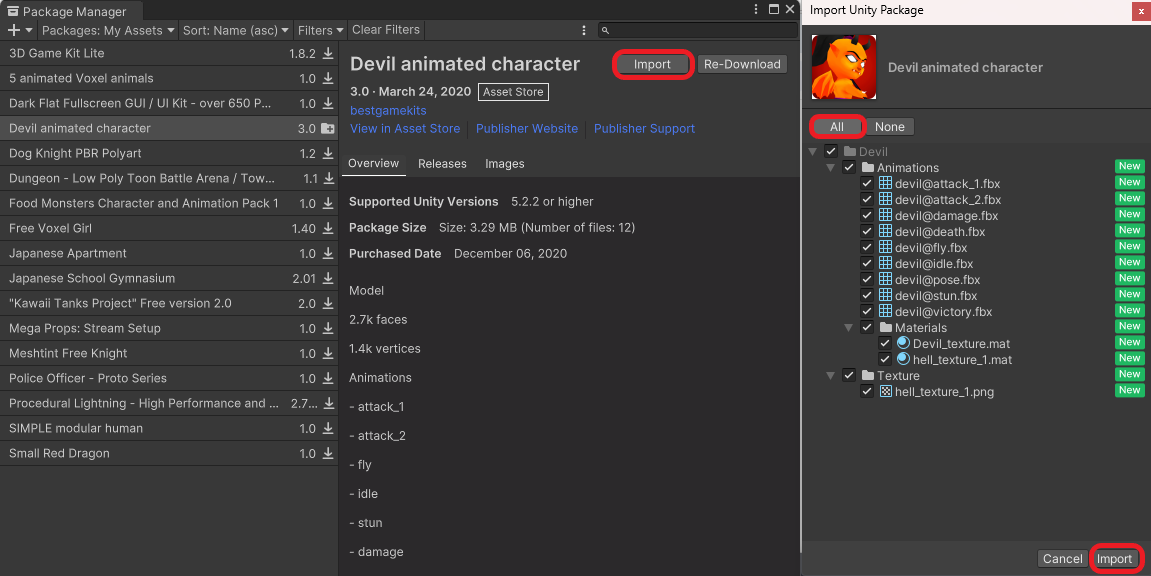 Package Manager
Packages: My Assets Sort: Name (asc) Filters Clear Filters
3D Game Kit Lite 1.8.2
5 animated Voxel animals 1.0
Dark Flat Fullscreen GUI / UI Kit - over 650 P... 1.0
Devil animated character 3.0
Dog Knight PBR Polyart 1.2
Dungeon - Low Poly Toon Battle Arena / Tow... 1.1
Food Monsters Character and Animation Pack 1 1.0
Free Voxel Girl 1.40
Japanese Apartment 1.0
Japanese School Gymnasium 2.01
"Kawaii Tanks Project" Free version 2.0 2.0
Mega Props: Stream Setup 1.0
Meshtint Free Knight 1.0
Police Officer - Proto Series 1.0
Procedural Lightning - High Performance and ... 2.7...
SIMPLE modular human 1.0
Small Red Dragon 1.0
Devil animated character Import Re-Download
3.0 · March 24, 2020 Asset Store
bestgamekits
View in Asset Store Publisher Website Publisher Support
Overview Releases Images
Supported Unity Versions 5.2.2 or higher
Package Size Size: 3.29 MB (Number of files: 12)
Purchased Date December 06, 2020
Model
2.7k faces
1.4k vertices
Animations
- attack_1
- attack_2
- fly
- idle
- stun
- damage
Import Unity Package x
Devil animated character
All None
Devil
Animations New
devil@attack_1.fbx New
devil@attack_2.fbx New
devil@damage.fbx New
devil@death.fbx New
devil@fly.fbx New
devil@idle.fbx New
devil@pose.fbx New
devil@stun.fbx New
devil@victory.fbx New
Materials New
Devil_texture.mat New
hell_texture_1.mat New
Texture New
hell_texture_1.png New
Cancel Import